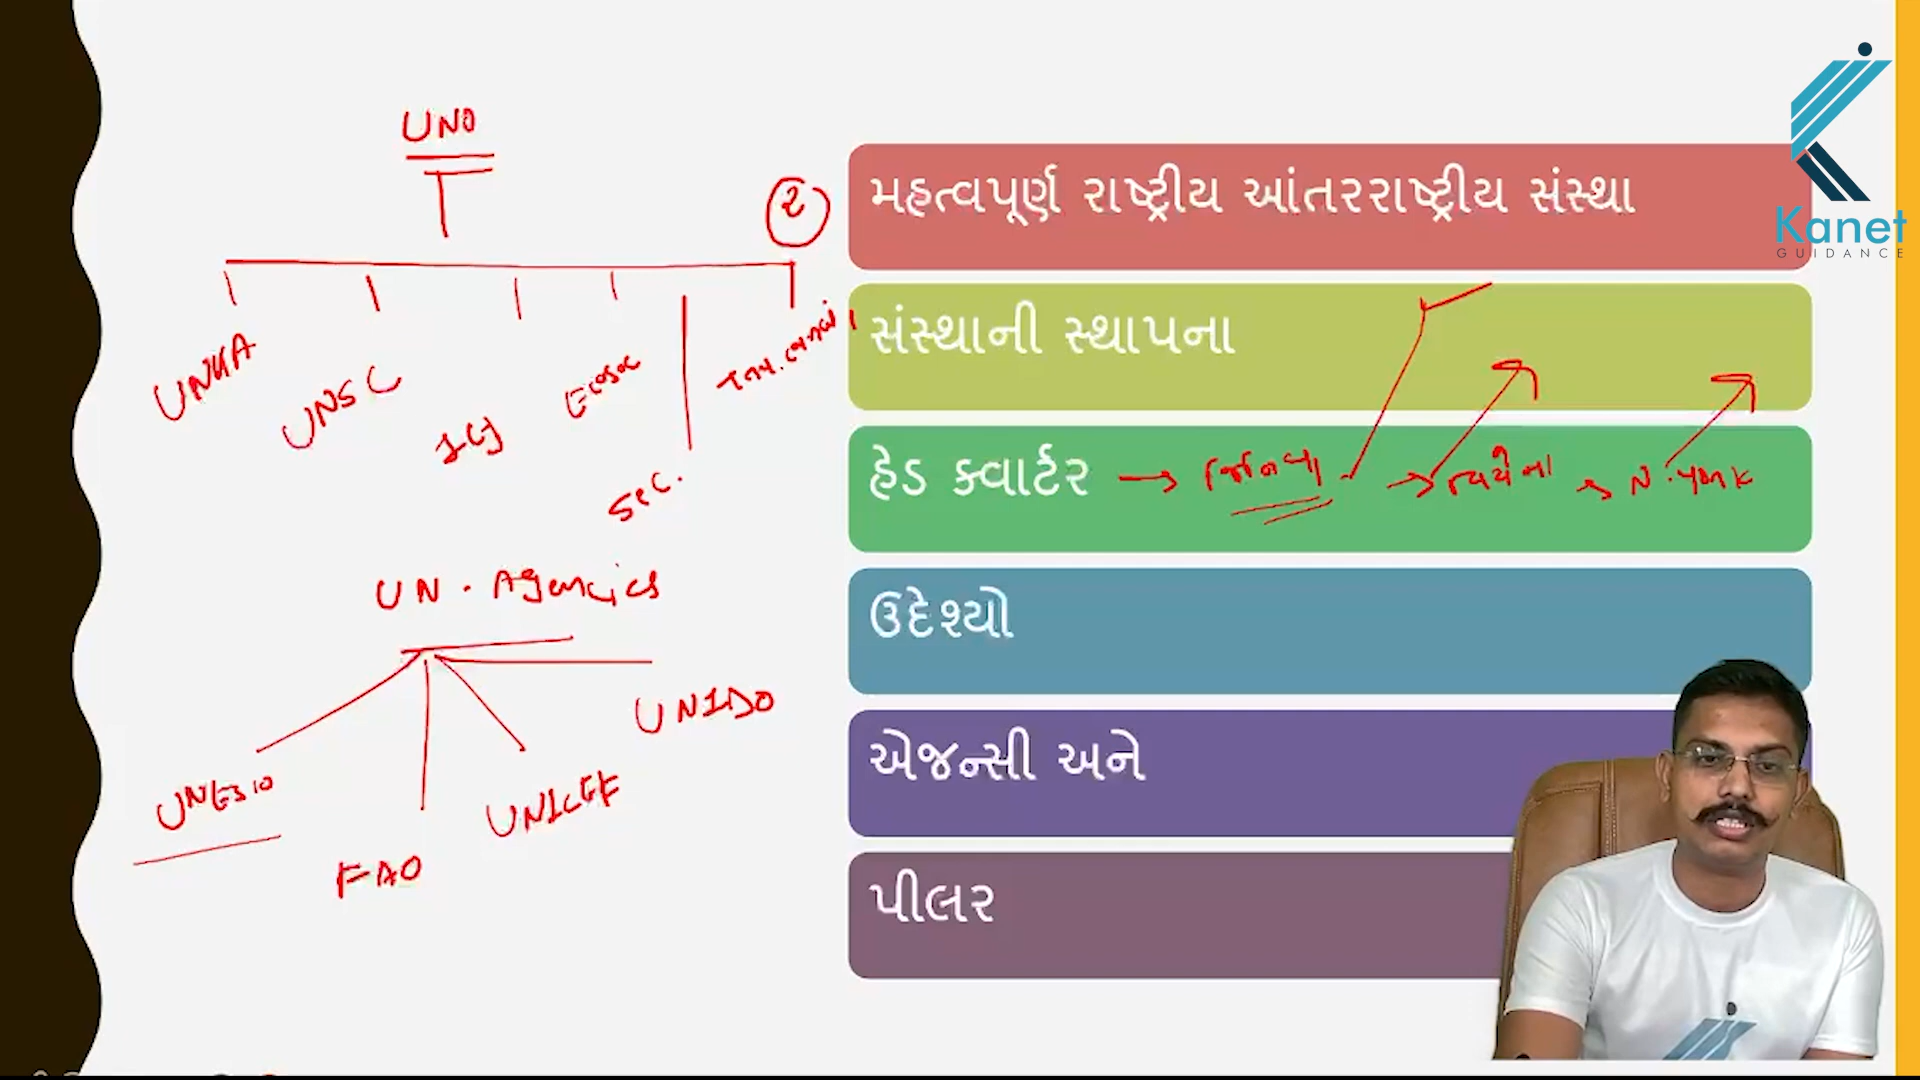 UNO
૨
UNGA
UNSC
ICJ
Ecosoc
Sec.
UN. Agencies
UNESCO
FAO
UNICEF
UNIDO
મહત્વપૂર્ણ રાષ્ટ્રીય આંતરરાષ્ટ્રીય સંસ્થા
સંસ્થાની સ્થાપના
હેડ ક્વાર્ટર → જિનીવા → વિયેના → N. York
ઉદેશ્યો
એજન્સી અને
પીલર
Kanet
GUIDANCE